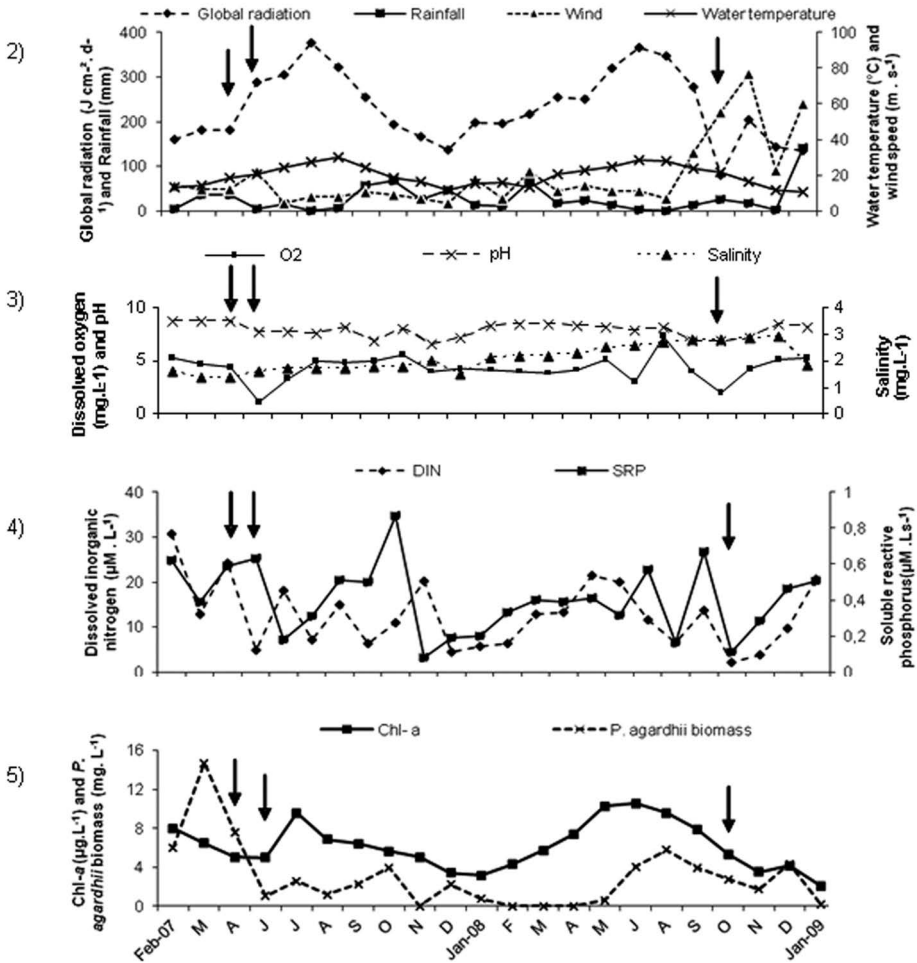 2)
Global radiation Rainfall Wind Water temperature
Global radiation (J cm-². d-
¹) and Rainfall (mm)
400
300
200
100
0
100
80
60
40
20
0
Water temperature (°C) and
wind speed (m . s-¹)
3)
O2 pH Salinity
Dissolved oxygen
(mg.L-1) and pH
10
5
0
4
3
2
1
0
Salinity
(mg.L-1)
4)
DIN SRP
Dissolved inorganic
nitrogen (µM . L-¹)
40
30
20
10
0
1
0,8
0,6
0,4
0,2
0
Soluble reactive
phosphorus(µM .Ls-¹)
5)
Chl-a P. agardhii biomass
Chl-a (µg.L-¹) and P.
agardhii biomass (mg. L-¹)
16
12
8
4
0
Feb-07 M A J J A S O N D Jan-08 F M A M J J A S O N D Jan-09